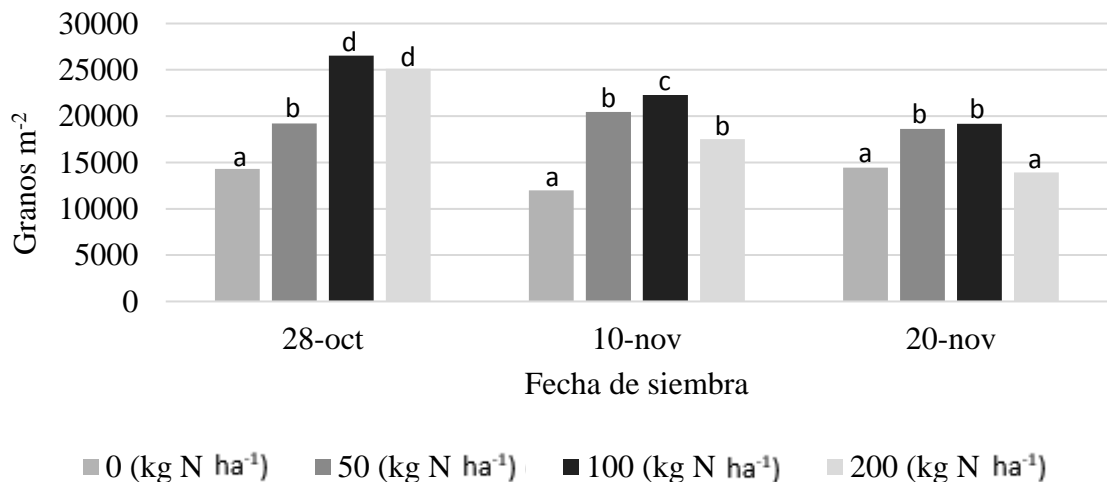 30000
25000
20000
15000
10000
5000
0
Granos m⁻²
a b d d
a b c b
a b b a
28-oct 10-nov 20-nov
Fecha de siembra
0 (kg N ha⁻¹) 50 (kg N ha⁻¹) 100 (kg N ha⁻¹) 200 (kg N ha⁻¹)